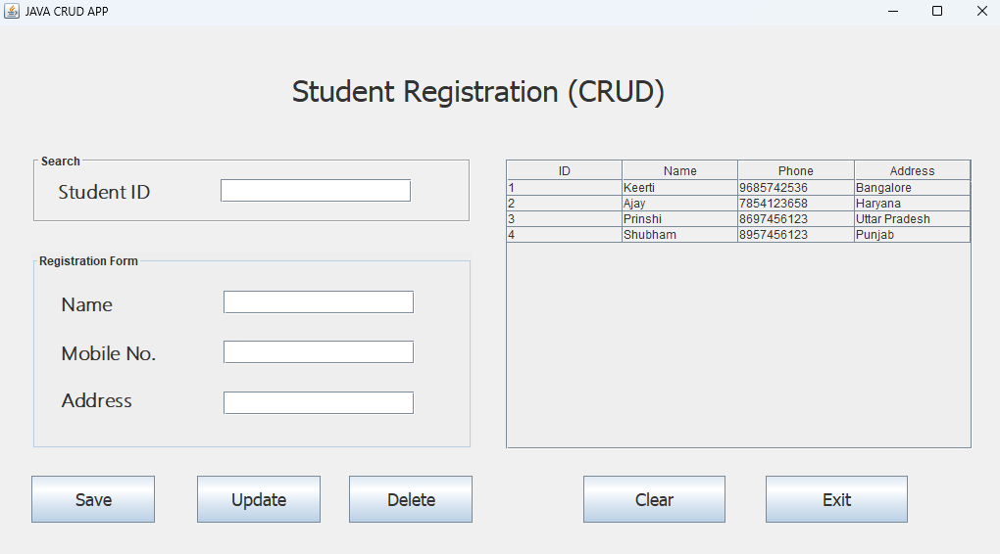 JAVA CRUD APP
Student Registration (CRUD)
Search
Student ID
Registration Form
Name
Mobile No.
Address
ID Name Phone Address
1 Keerti 9685742536 Bangalore
2 Ajay 7854123658 Haryana
3 Prinshi 8697456123 Uttar Pradesh
4 Shubham 8957456123 Punjab
Save Update Delete Clear Exit